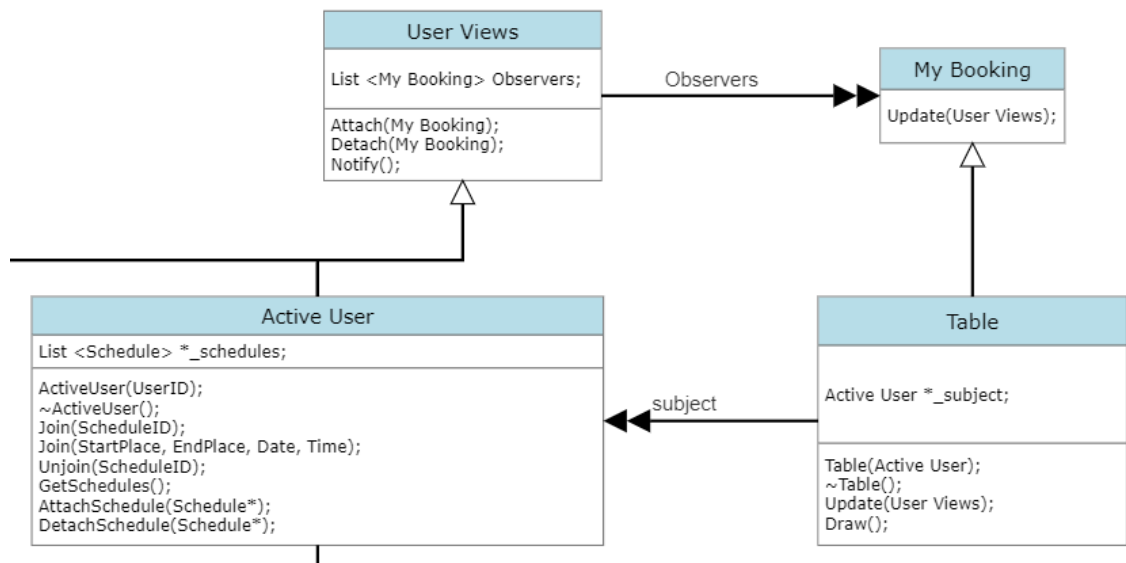 User Views
List <My Booking> Observers;
Attach(My Booking);
Detach(My Booking);
Notify();
Observers
My Booking
Update(User Views);
Active User
List <Schedule> *_schedules;
ActiveUser(UserID);
~ActiveUser();
Join(ScheduleID);
Join(StartPlace, EndPlace, Date, Time);
Unjoin(ScheduleID);
GetSchedules();
AttachSchedule(Schedule*);
DetachSchedule(Schedule*);
subject
Table
Active User *_subject;
Table(Active User);
~Table();
Update(User Views);
Draw();